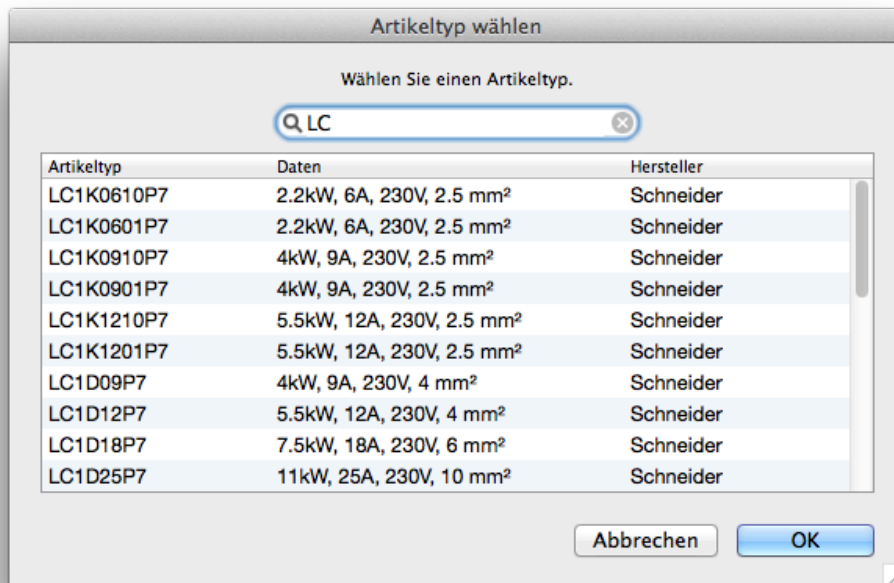 Artikeltyp wählen
Wählen Sie einen Artikeltyp.
LC
Artikeltyp Daten Hersteller
LC1K0610P7 2.2kW, 6A, 230V, 2.5 mm² Schneider
LC1K0601P7 2.2kW, 6A, 230V, 2.5 mm² Schneider
LC1K0910P7 4kW, 9A, 230V, 2.5 mm² Schneider
LC1K0901P7 4kW, 9A, 230V, 2.5 mm² Schneider
LC1K1210P7 5.5kW, 12A, 230V, 2.5 mm² Schneider
LC1K1201P7 5.5kW, 12A, 230V, 2.5 mm² Schneider
LC1D09P7 4kW, 9A, 230V, 4 mm² Schneider
LC1D12P7 5.5kW, 12A, 230V, 4 mm² Schneider
LC1D18P7 7.5kW, 18A, 230V, 6 mm² Schneider
LC1D25P7 11kW, 25A, 230V, 10 mm² Schneider
Abbrechen OK